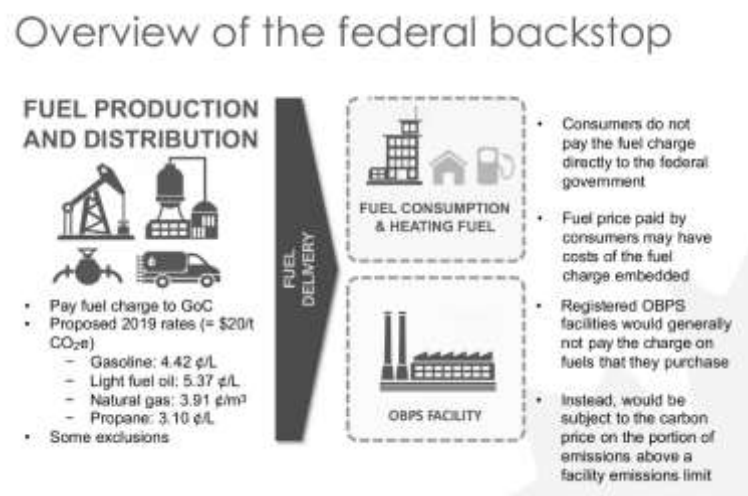 Overview of the federal backstop
FUEL PRODUCTION
AND DISTRIBUTION
• Pay fuel charge to GoC
• Proposed 2019 rates (= $20/t
CO₂e)
– Gasoline: 4.42 ¢/L
– Light fuel oil: 5.37 ¢/L
– Natural gas: 3.91 ¢/m³
– Propane: 3.10 ¢/L
• Some exclusions
FUEL
DELIVERY
FUEL CONSUMPTION
& HEATING FUEL
OBPS FACILITY
• Consumers do not
pay the fuel charge
directly to the federal
government
• Fuel price paid by
consumers may have
costs of the fuel
charge embedded
• Registered OBPS
facilities would generally
not pay the charge on
fuels that they purchase
• Instead, would be
subject to the carbon
price on the portion of
emissions above a
facility emissions limit